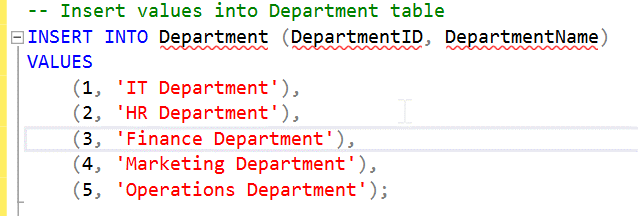 -- Insert values into Department table
INSERT INTO Department (DepartmentID, DepartmentName)
VALUES
(1, 'IT Department'),
(2, 'HR Department'),
(3, 'Finance Department'),
(4, 'Marketing Department'),
(5, 'Operations Department');